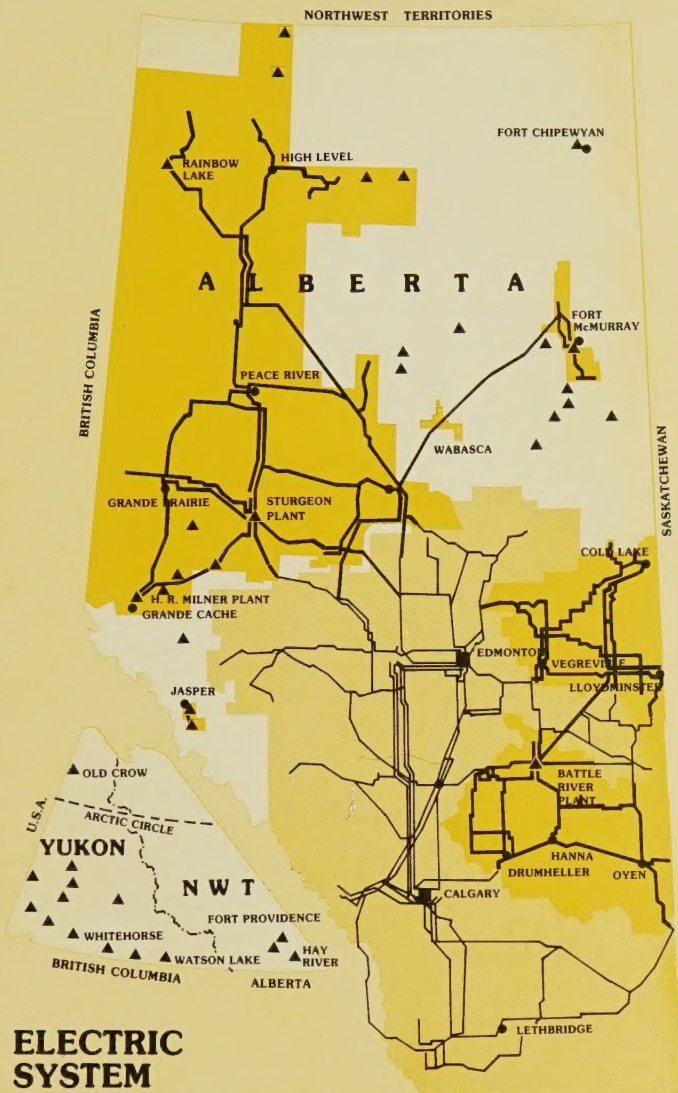 NORTHWEST TERRITORIES
FORT CHIPEWYAN
HIGH LEVEL
RAINBOW
LAKE
ALBERTA
BRITISH COLUMBIA
FORT
McMURRAY
PEACE RIVER
WABASCA
SASKATCHEWAN
GRANDE PRAIRIE
STURGEON
PLANT
COLD LAKE
H. R. MILNER PLANT
GRANDE CACHE
EDMONTON
VEGREVILLE
LLOYDMINSTER
JASPER
BATTLE
RIVER
PLANT
HANNA
DRUMHELLER
OYEN
CALGARY
LETHBRIDGE
OLD CROW
U.S.A.
ARCTIC CIRCLE
YUKON
NWT
FORT PROVIDENCE
WHITEHORSE
HAY
RIVER
WATSON LAKE
BRITISH COLUMBIA
ALBERTA
ELECTRIC
SYSTEM